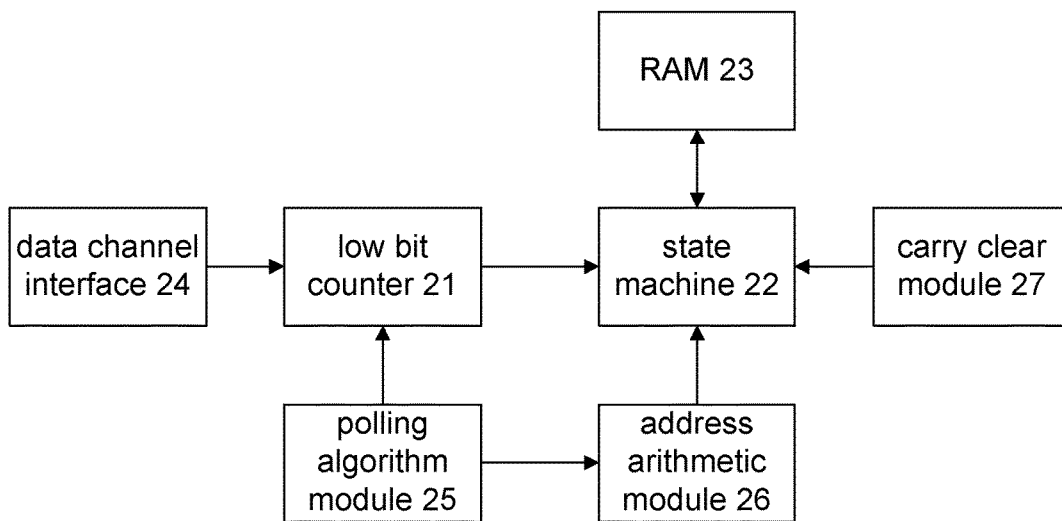 RAM 23
data channel
interface 24
low bit
counter 21
state
machine 22
carry clear
module 27
polling
algorithm
module 25
address
arithmetic
module 26